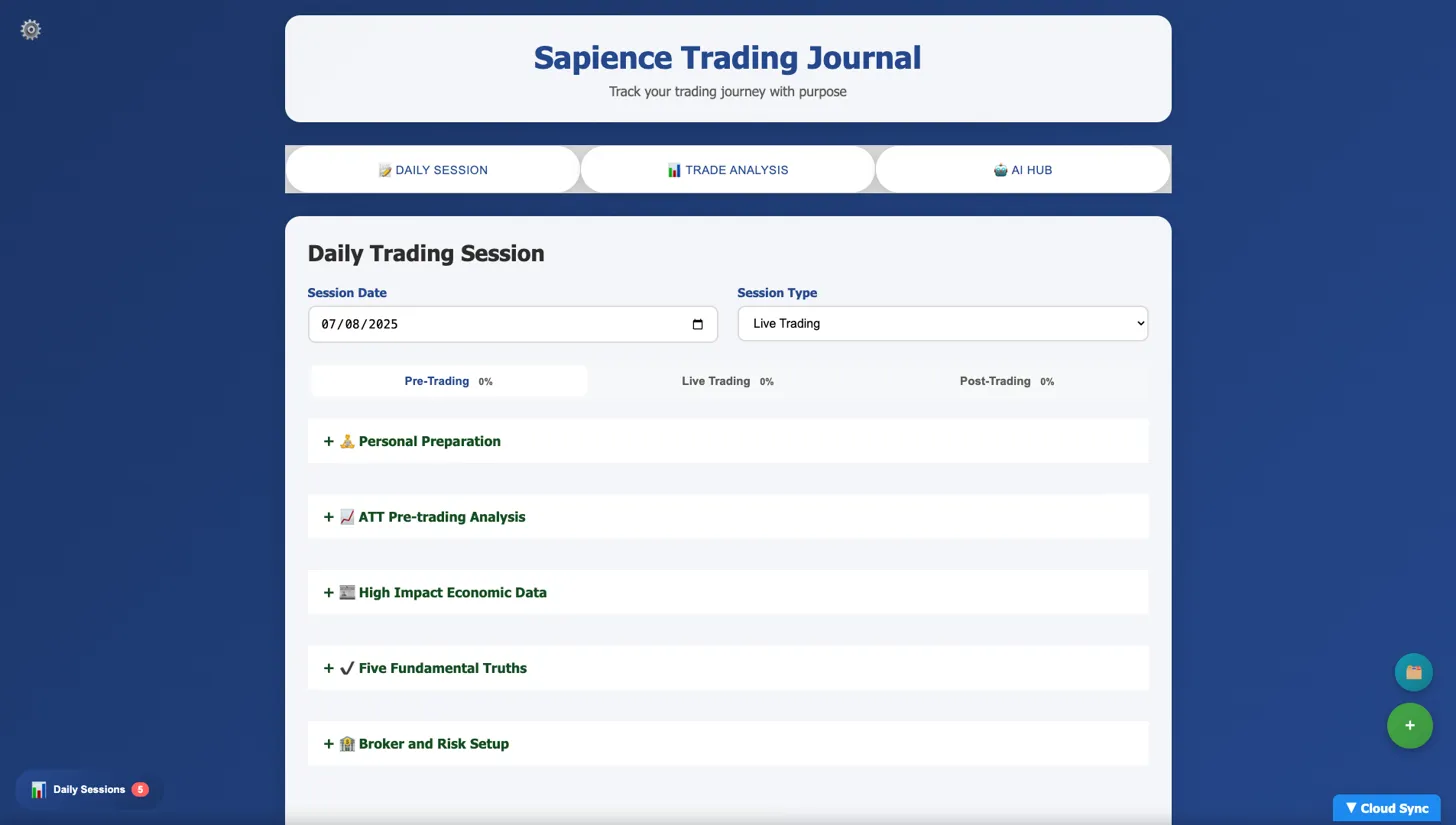 Sapience Trading Journal
Track your trading journey with purpose
DAILY SESSION
TRADE ANALYSIS
AI HUB
Daily Trading Session
Session Date
Session Type
07/08/2025
Live Trading
Pre-Trading 0%
Live Trading 0%
Post-Trading 0%
+ Personal Preparation
+ ATT Pre-trading Analysis
+ High Impact Economic Data
+ ✔ Five Fundamental Truths
+ Broker and Risk Setup
+
Daily Sessions 5
▼ Cloud Sync